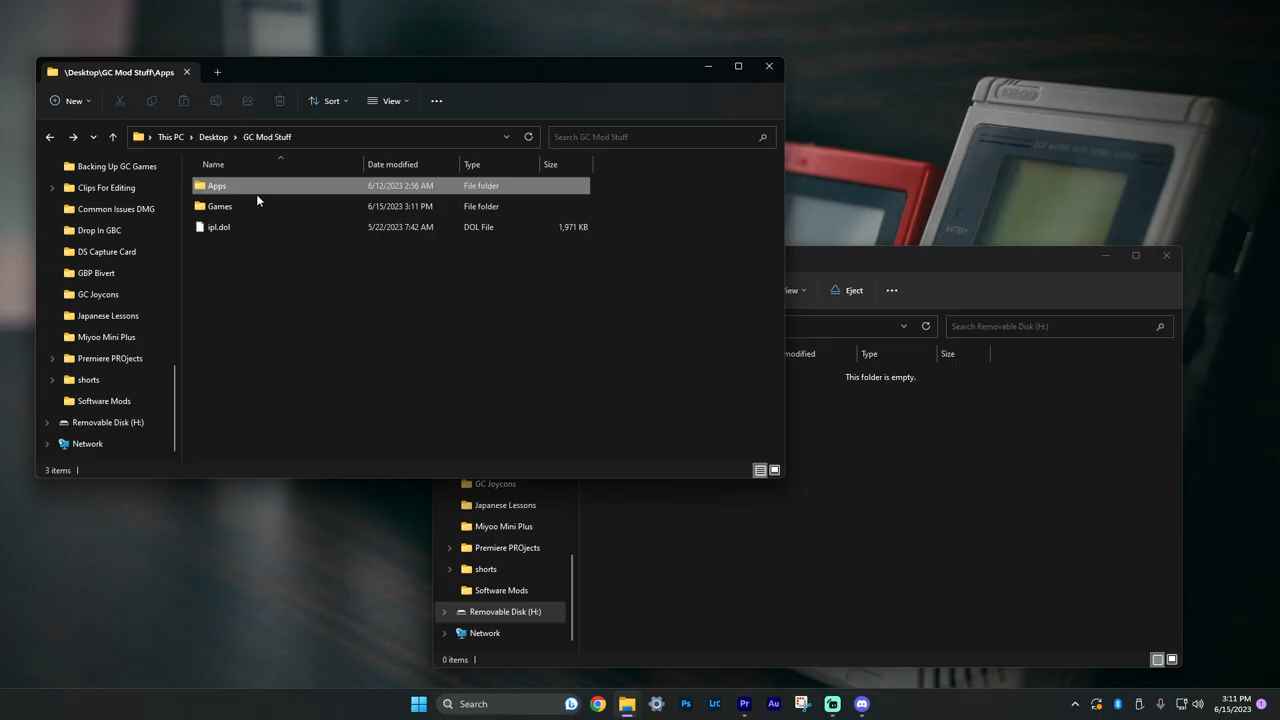 \Desktop\GC Mod Stuff\Apps
New
Sort
View
This PC > Desktop > GC Mod Stuff
Search GC Mod Stuff
Name
Date modified
Type
Size
Apps
6/12/2023 2:56 AM
File folder
Games
6/15/2023 3:11 PM
File folder
ipl.dol
5/22/2023 7:42 AM
DOL File
1,971 KB
Backing Up GC Games
Clips For Editing
Common Issues DMG
Drop In GBC
DS Capture Card
GBP Bivert
GC Joycons
Japanese Lessons
Miyoo Mini Plus
Premiere PROjects
shorts
Software Mods
Removable Disk (H:)
Network
3 items
iew
Eject
Search Removable Disk (H:)
modified
Type
Size
This folder is empty.
GC Joycons
Japanese Lessons
Miyoo Mini Plus
Premiere PROjects
shorts
Software Mods
Removable Disk (H:)
Network
0 items
Search
Ps
LrC
Pr
Au
3:11 PM
6/15/2023
1